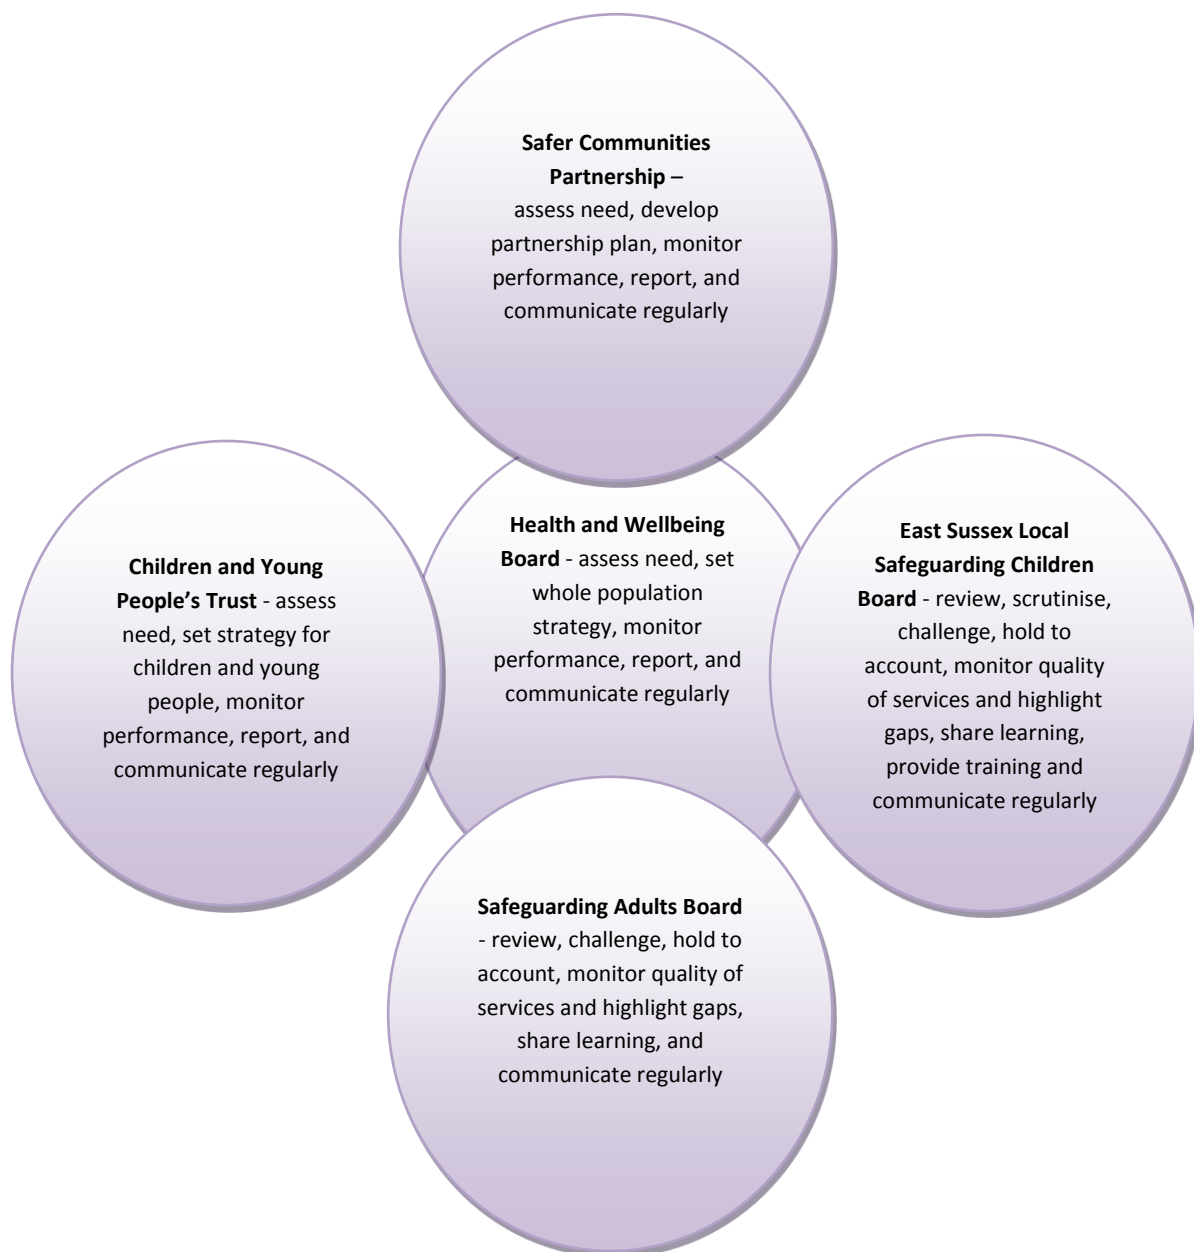 Safer Communities
Partnership –
assess need, develop
partnership plan, monitor
performance, report, and
communicate regularly
Children and Young
People’s Trust - assess
need, set strategy for
children and young
people, monitor
performance, report, and
communicate regularly
Health and Wellbeing
Board - assess need, set
whole population
strategy, monitor
performance, report, and
communicate regularly
East Sussex Local
Safeguarding Children
Board - review, scrutinise,
challenge, hold to
account, monitor quality
of services and highlight
gaps, share learning,
provide training and
communicate regularly
Safeguarding Adults Board
- review, challenge, hold to
account, monitor quality of
services and highlight gaps,
share learning, and
communicate regularly